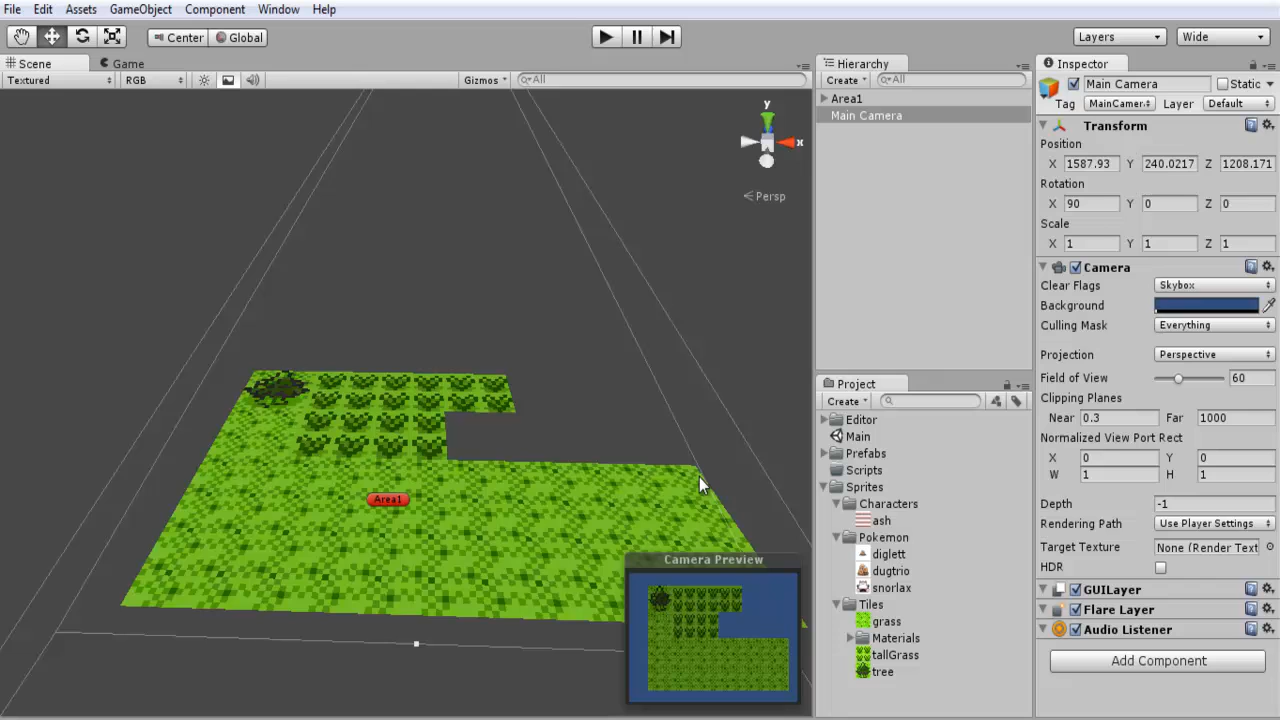 File Edit Assets GameObject Component Window Help
Center Global Layers Wide
Scene Game Hierarchy Inspector
Textured RGB Gizmos All Create All
Main Camera Static
Tag MainCamer Layer Default
Area1
Main Camera
y
x
Persp
Area1
Camera Preview
Transform
Position
X 1587.93 Y 240.0217 Z 1208.171
Rotation
X 90 Y 0 Z 0
Scale
X 1 Y 1 Z 1
Camera
Clear Flags Skybox
Background
Culling Mask Everything
Projection Perspective
Field of View 60
Clipping Planes
Near 0.3 Far 1000
Normalized View Port Rect
X 0 Y 0
W 1 H 1
Depth -1
Rendering Path Use Player Settings
Target Texture None (Render Text
HDR
GUILayer
Flare Layer
Audio Listener
Add Component
Project
Create
Editor
Main
Prefabs
Scripts
Sprites
Characters
ash
Pokemon
diglett
dugtrio
snorlax
Tiles
grass
Materials
tallGrass
tree